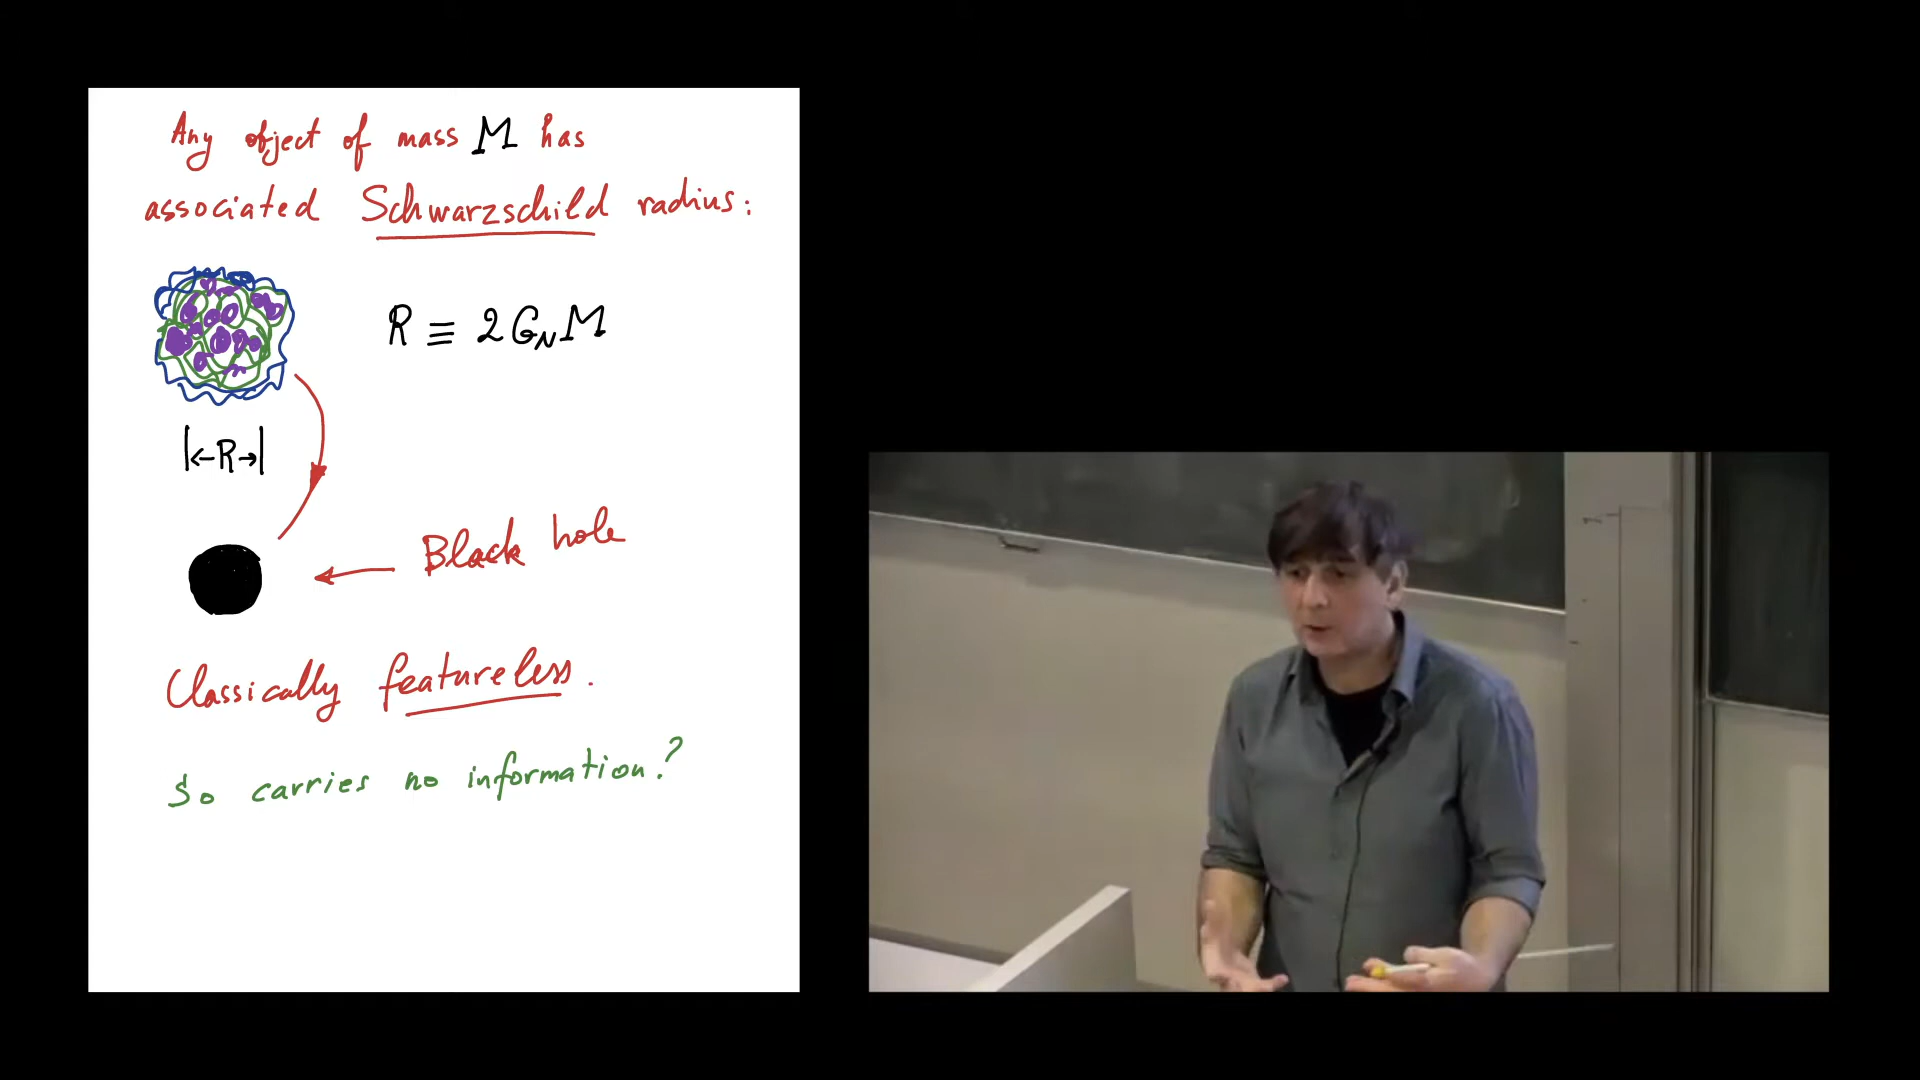 Any object of mass M has
associated Schwarzschild radius:
R ≡ 2G_N M
|←R→|
Black hole
Classically featureless.
So carries no information?